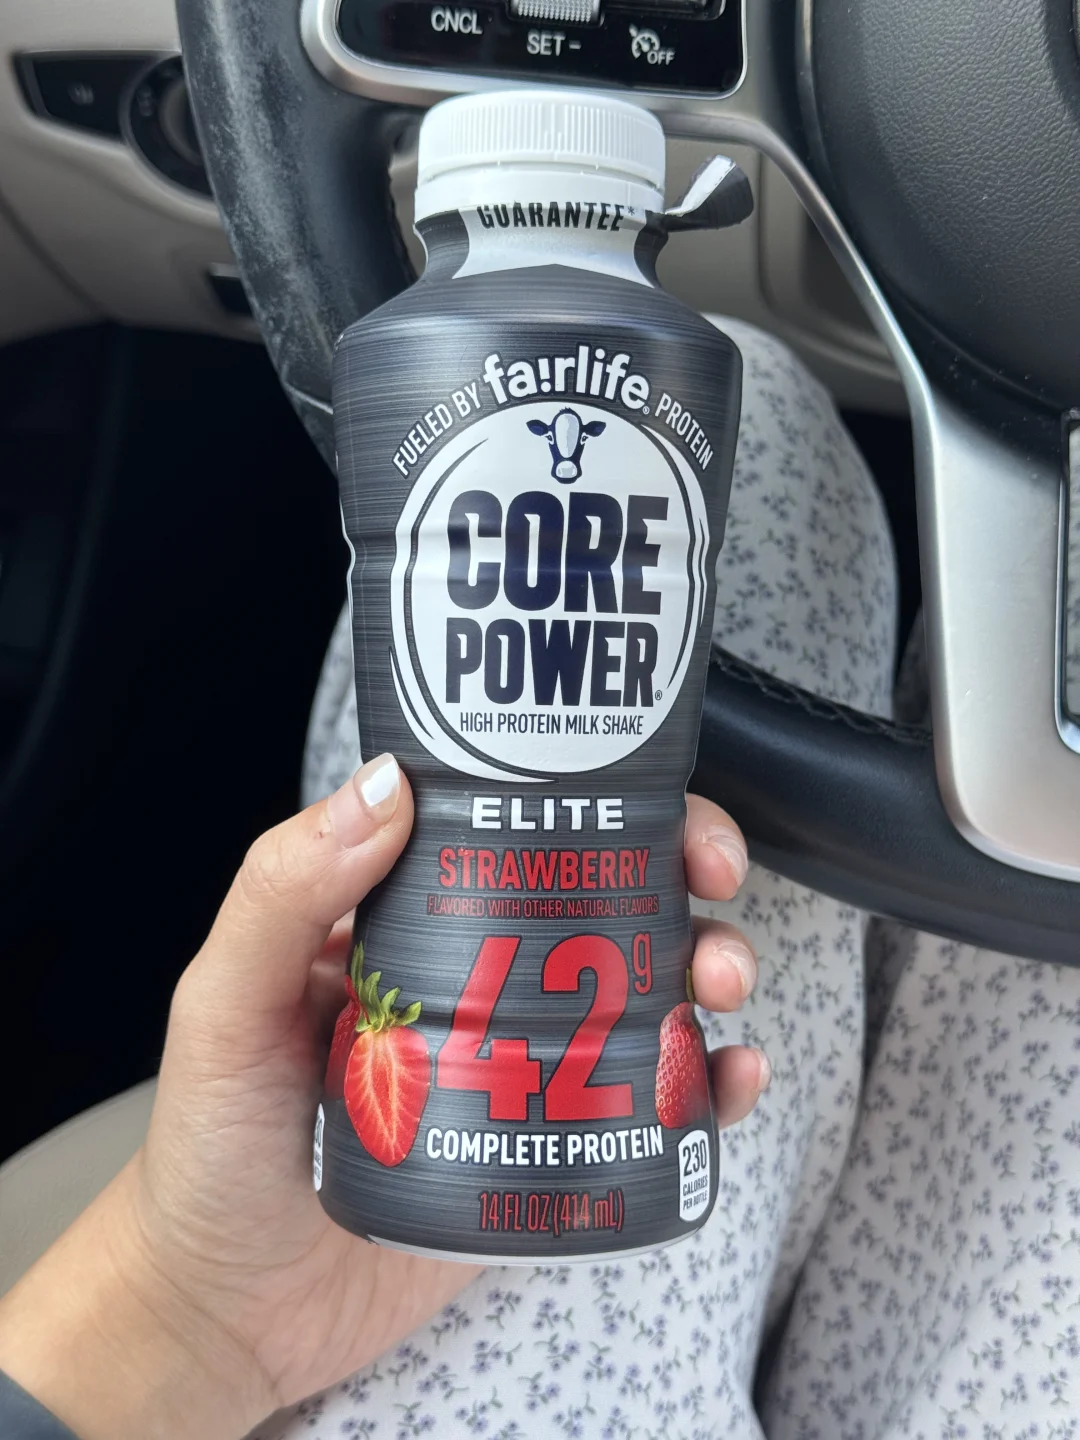 CNCL
SET -
OFF
GUARANTEE*
FUELED BY fa!rlife® PROTEIN
CORE
POWER®
HIGH PROTEIN MILK SHAKE
ELITE
STRAWBERRY
FLAVORED WITH OTHER NATURAL FLAVORS
42g
COMPLETE PROTEIN
230
CALORIES
PER BOTTLE
14 FL OZ (414 mL)